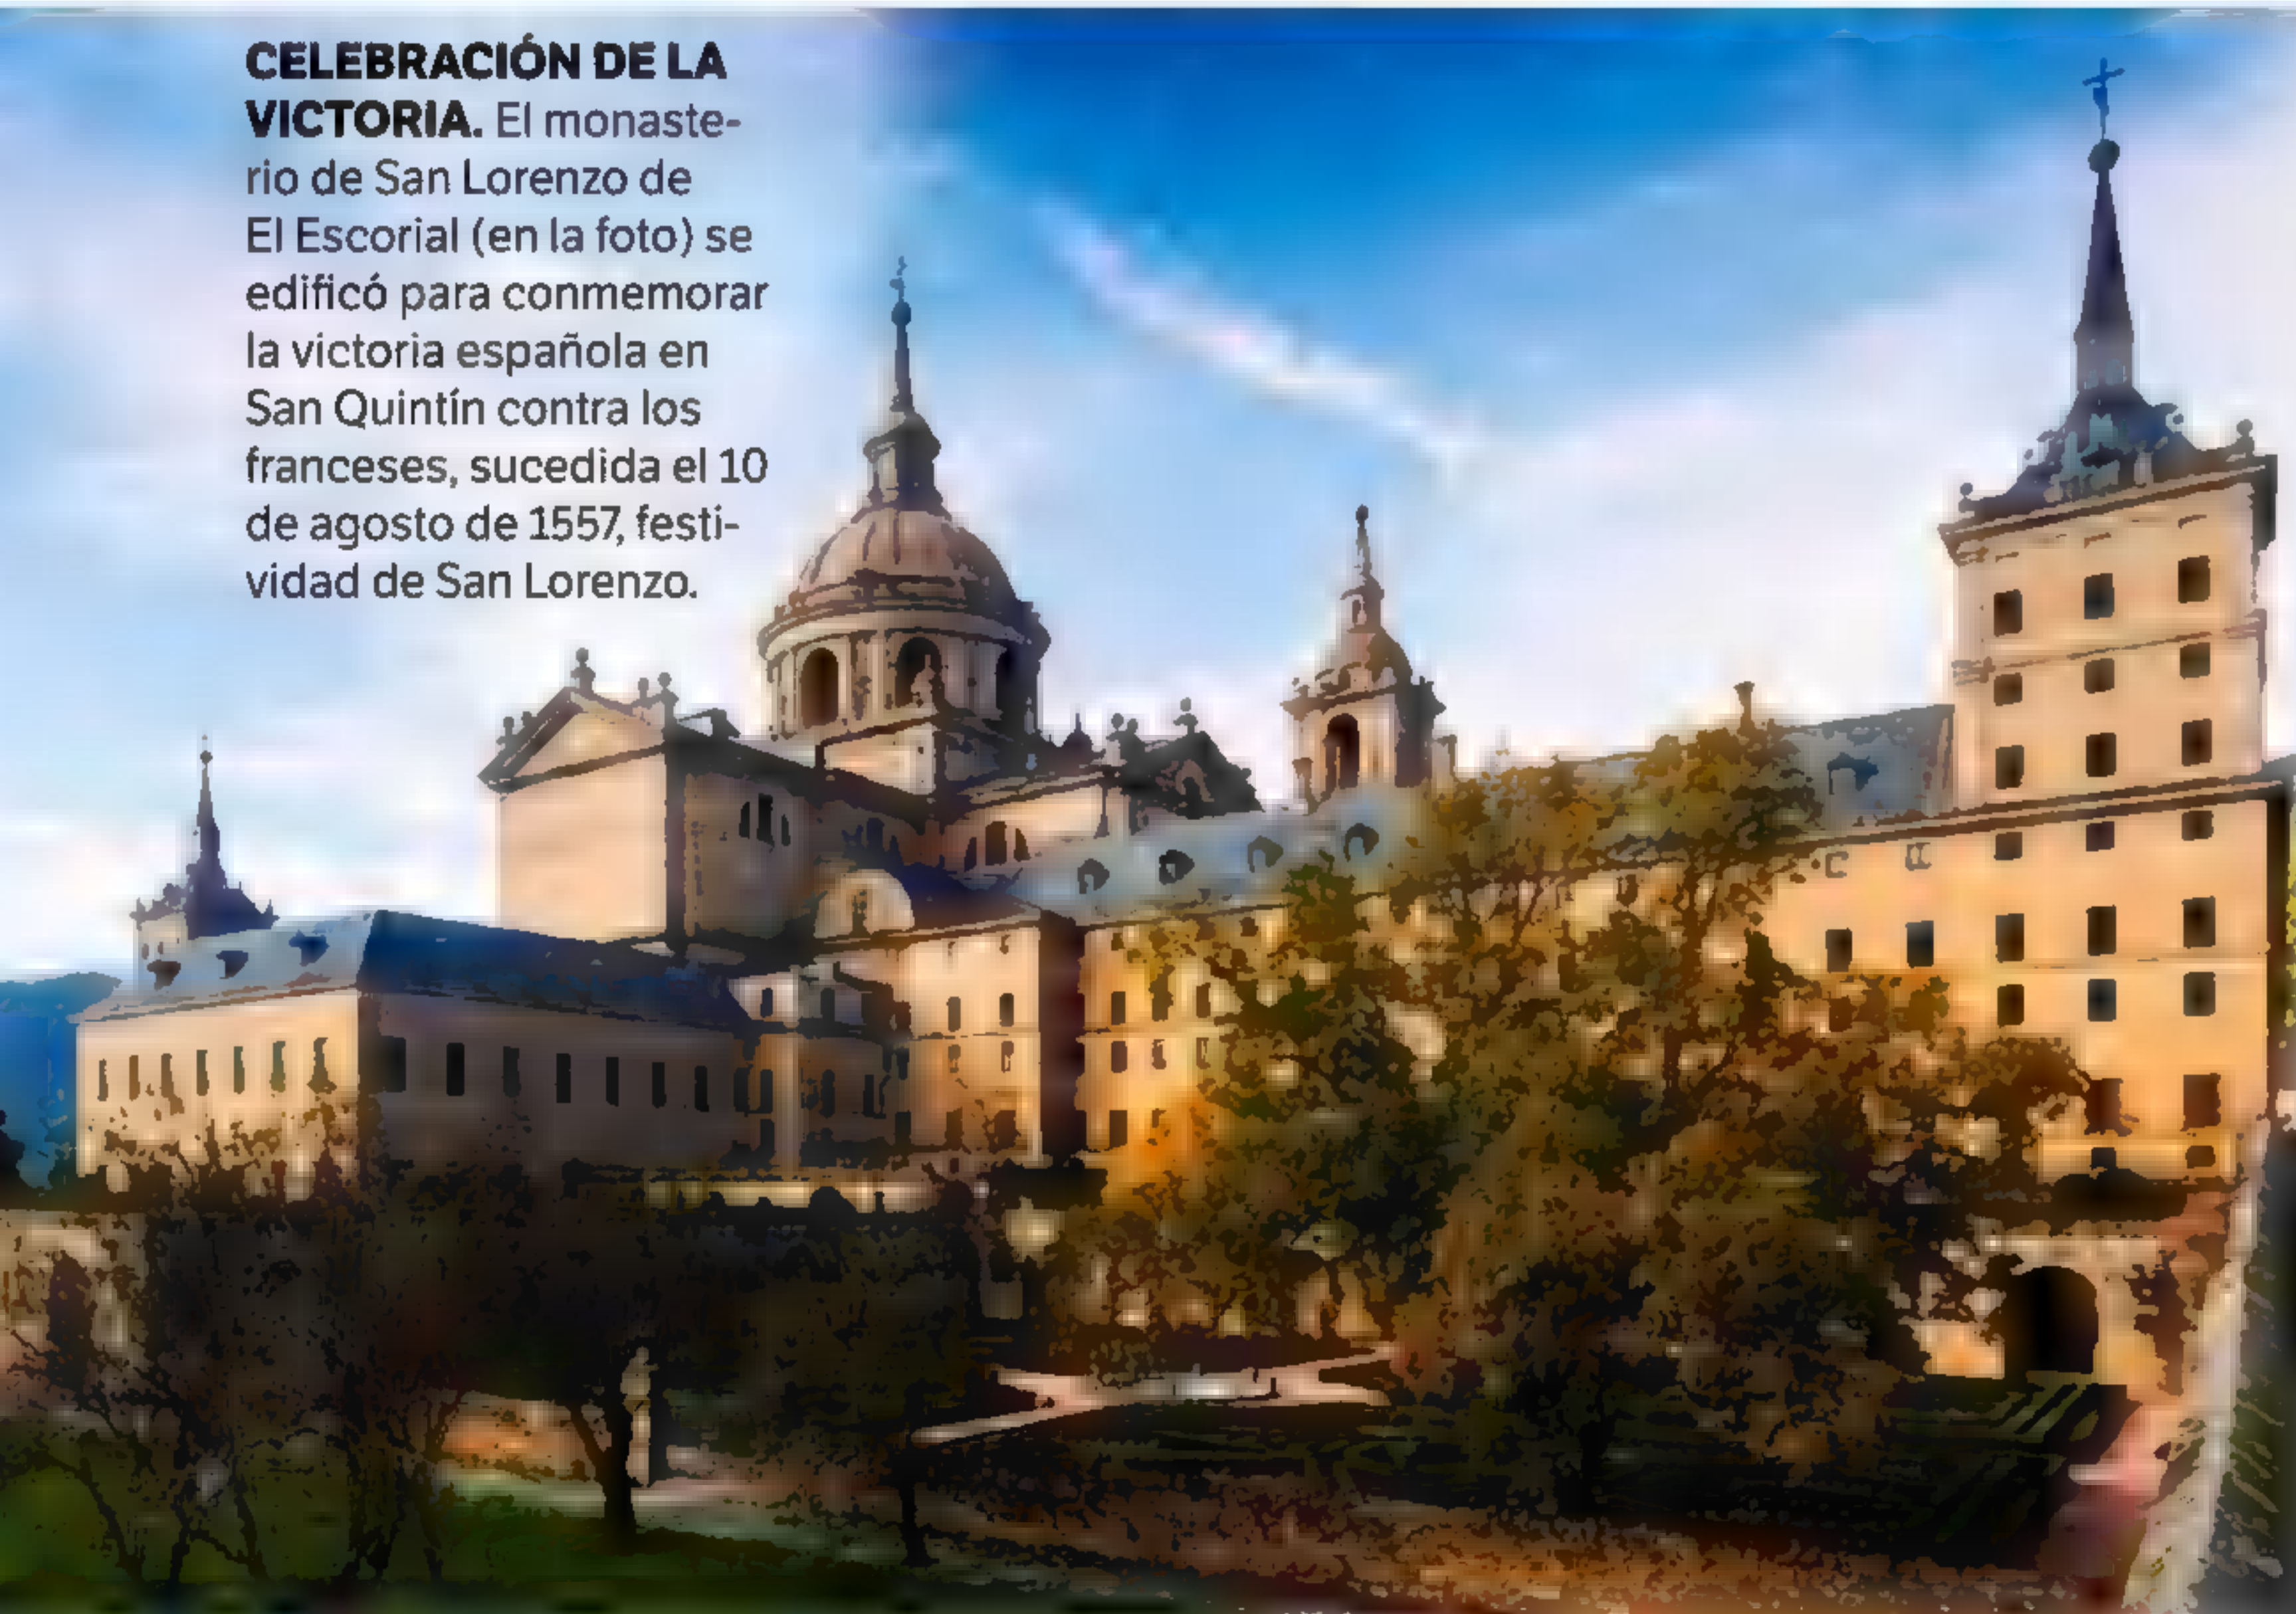 CELEBRACIÓN DE LA
VICTORIA. El monaste-
rio de San Lorenzo de
El Escorial (en la foto) se
edificó para conmemorar
la victoria española en
San Quintín contra los
franceses, sucedida el 10
de agosto de 1557, festi-
vidad de San Lorenzo.